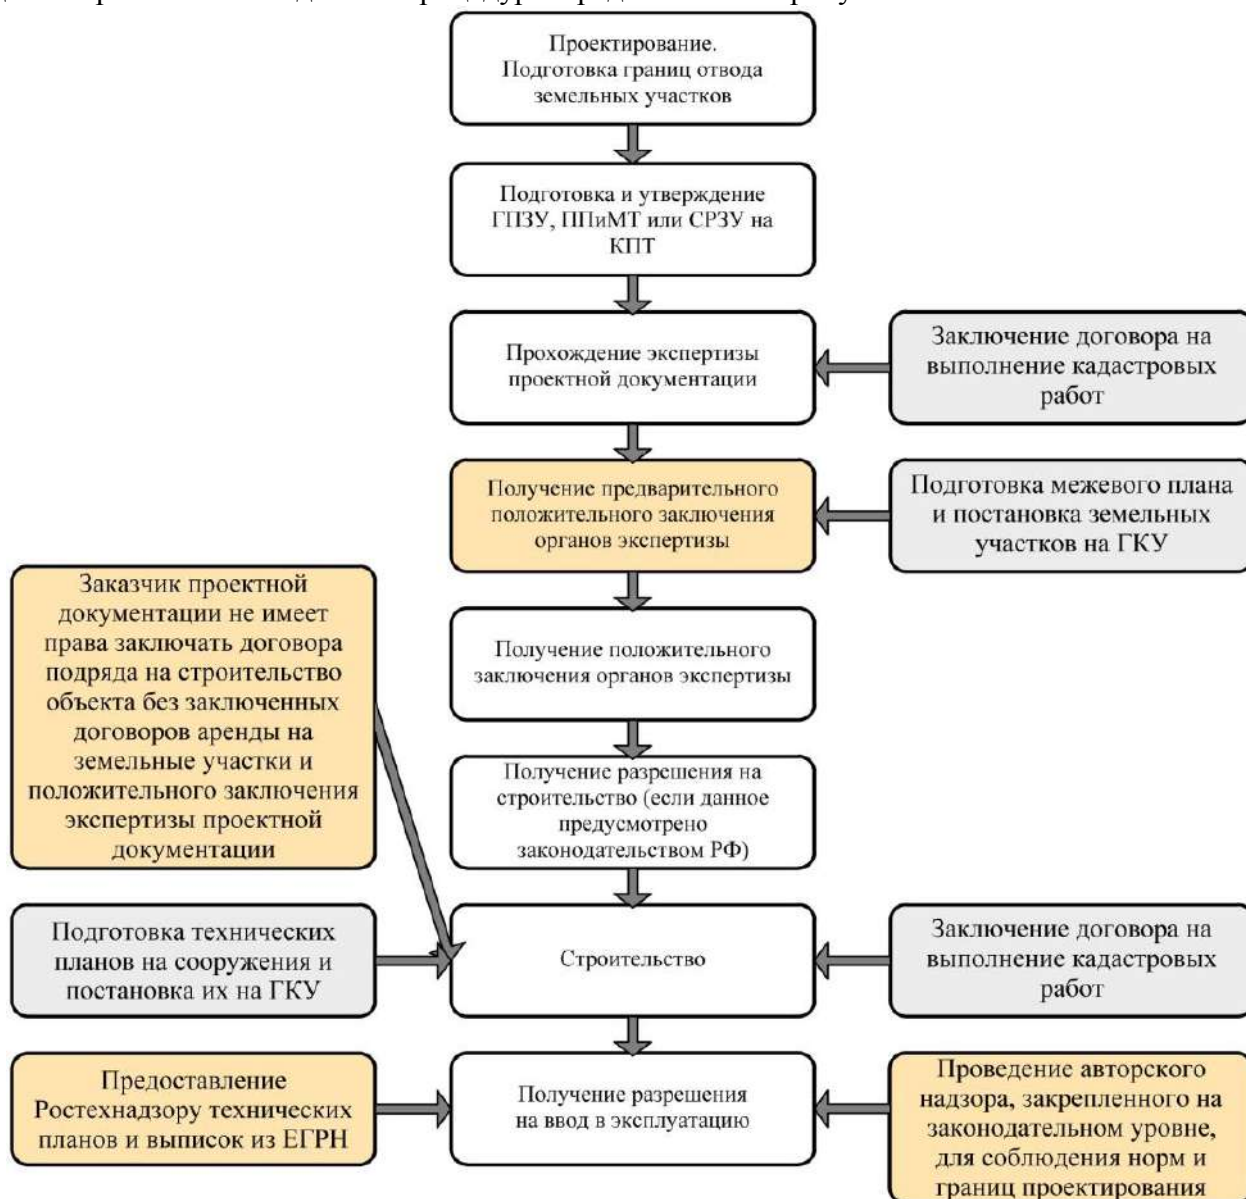 Проектирование.
Подготовка границ отвода
земельных участков
Подготовка и утверждение
ГПЗУ, ППиМТ или СРЗУ на
КПТ
Прохождение экспертизы
проектной документации
Заключение договора на
выполнение кадастровых
работ
Получение предварительного
положительного заключения
органов экспертизы
Подготовка межевого плана
и постановка земельных
участков на ГКУ
Заказчик проектной
документации не имеет
права заключать договора
подряда на строительство
объекта без заключенных
договоров аренды на
земельные участки и
положительного заключения
экспертизы проектной
документации
Получение положительного
заключения органов экспертизы
Получение разрешения на
строительство (если данное
предусмотрено
законодательством РФ)
Подготовка технических
планов на сооружения и
постановка их на ГКУ
Строительство
Заключение договора на
выполнение кадастровых
работ
Предоставление
Ростехнадзору технических
планов и выписок из ЕГРН
Получение разрешения
на ввод в эксплуатацию
Проведение авторского
надзора, закрепленного на
законодательном уровне,
для соблюдения норм и
границ проектирования